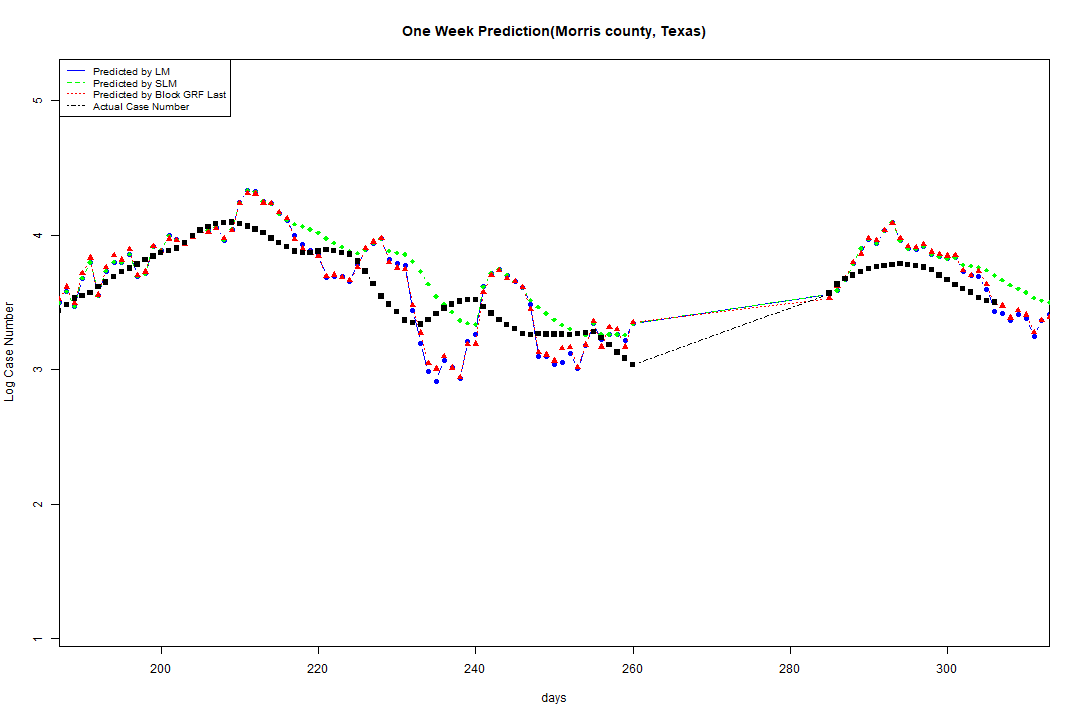 One Week Prediction(Morris county, Texas)
Predicted by LM
Predicted by SLM
Predicted by Block GRF Last
Actual Case Number
5
4
3
2
1
Log Case Number
200 220 240 260 280 300
days